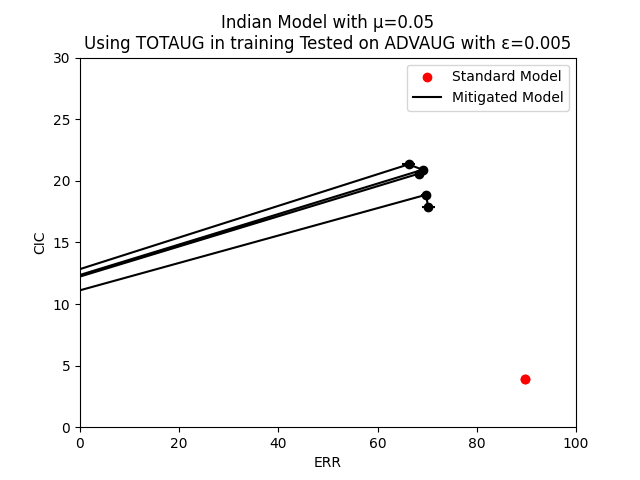 Indian Model with μ=0.05
Using TOTAUG in training Tested on ADVAUG with ε=0.005
Standard Model
Mitigated Model
30
25
20
15
10
5
0
CIC
0 20 40 60 80 100
ERR